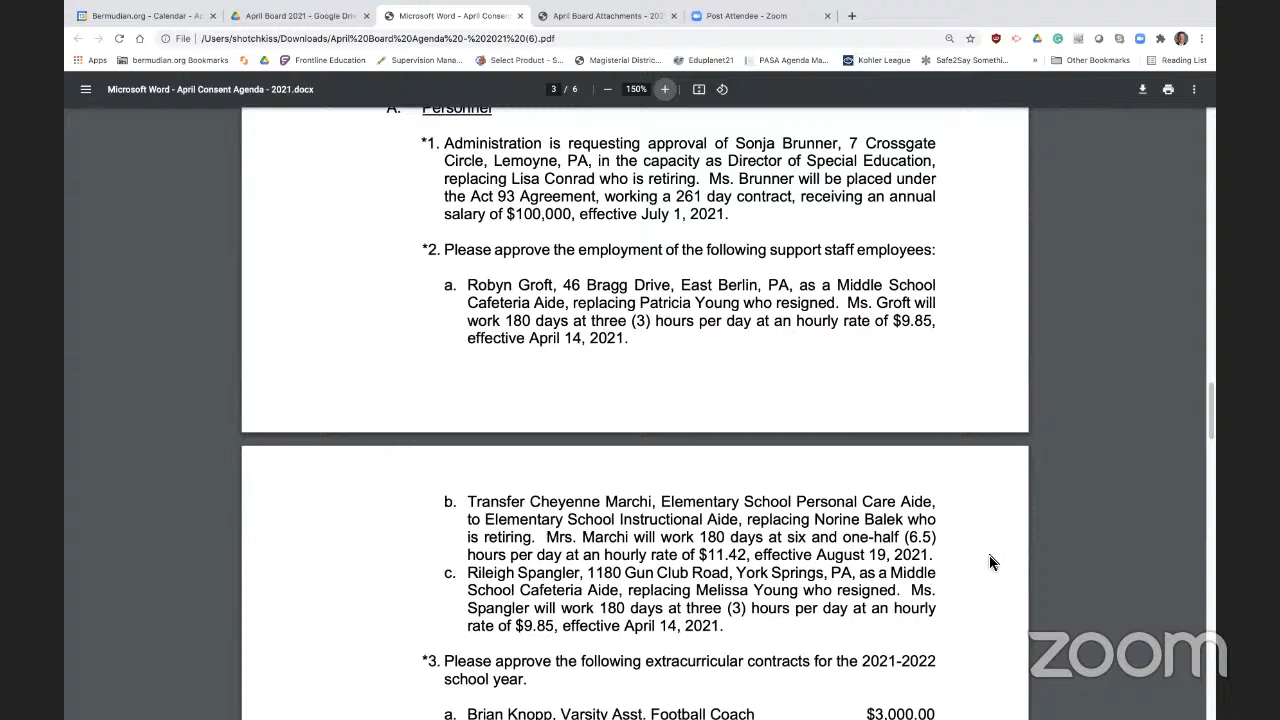 Bermudian.org - Calendar - Ac
April Board 2021 - Google Driv
Microsoft Word - April Consent
April Board Attachments - 202
Post Attendee - Zoom
File | /Users/shotchkiss/Downloads/April%20Board%20Agenda%20-%202021%20(6).pdf
Apps
bermudian.org Bookmarks
Frontline Education
Supervision Mana...
Select Product - S...
Magisterial Distric...
Eduplanet21
PASA Agenda Ma...
Kohler League
Safe2Say Somethi...
»
Other Bookmarks
Reading List
Microsoft Word - April Consent Agenda - 2021.docx
3 / 6
150%
A. Personnel
*1. Administration is requesting approval of Sonja Brunner, 7 Crossgate
Circle, Lemoyne, PA, in the capacity as Director of Special Education,
replacing Lisa Conrad who is retiring. Ms. Brunner will be placed under
the Act 93 Agreement, working a 261 day contract, receiving an annual
salary of $100,000, effective July 1, 2021.
*2. Please approve the employment of the following support staff employees:
a. Robyn Groft, 46 Bragg Drive, East Berlin, PA, as a Middle School
Cafeteria Aide, replacing Patricia Young who resigned. Ms. Groft will
work 180 days at three (3) hours per day at an hourly rate of $9.85,
effective April 14, 2021.
b. Transfer Cheyenne Marchi, Elementary School Personal Care Aide,
to Elementary School Instructional Aide, replacing Norine Balek who
is retiring. Mrs. Marchi will work 180 days at six and one-half (6.5)
hours per day at an hourly rate of $11.42, effective August 19, 2021.
c. Rileigh Spangler, 1180 Gun Club Road, York Springs, PA, as a Middle
School Cafeteria Aide, replacing Melissa Young who resigned. Ms.
Spangler will work 180 days at three (3) hours per day at an hourly
rate of $9.85, effective April 14, 2021.
*3. Please approve the following extracurricular contracts for the 2021-2022
school year.
a. Brian Knopp, Varsity Asst. Football Coach $3,000.00
zoom